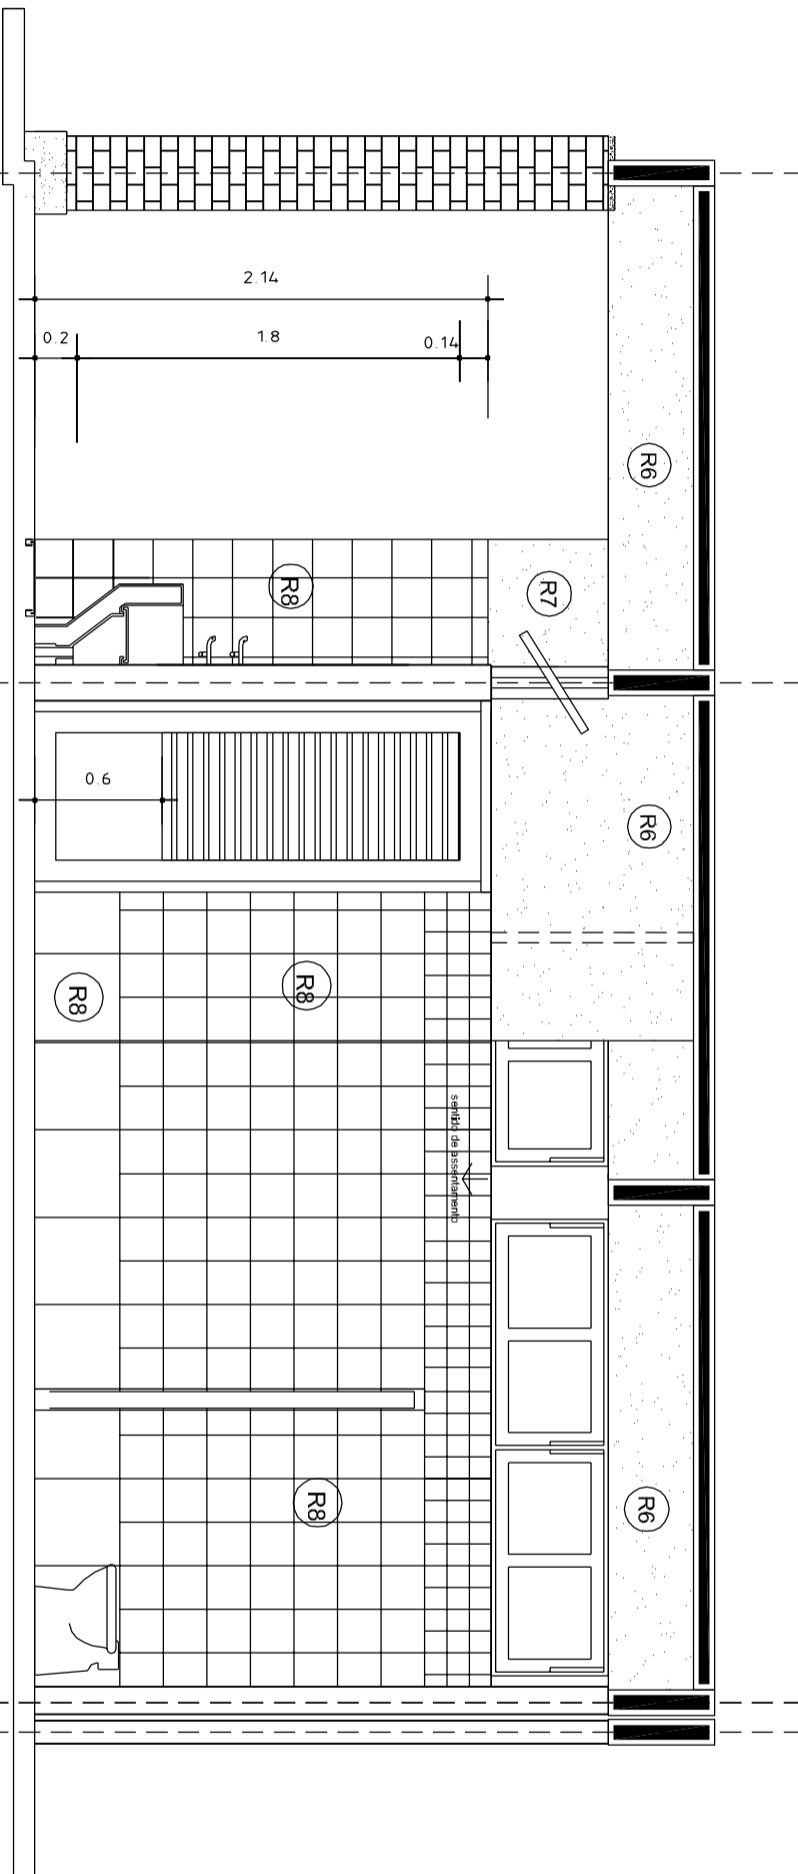 2.14
0.2
1.8
0.14
R6
R8
R7
0.6
R6
R8
R8
sentido de assentamento
R8
R6